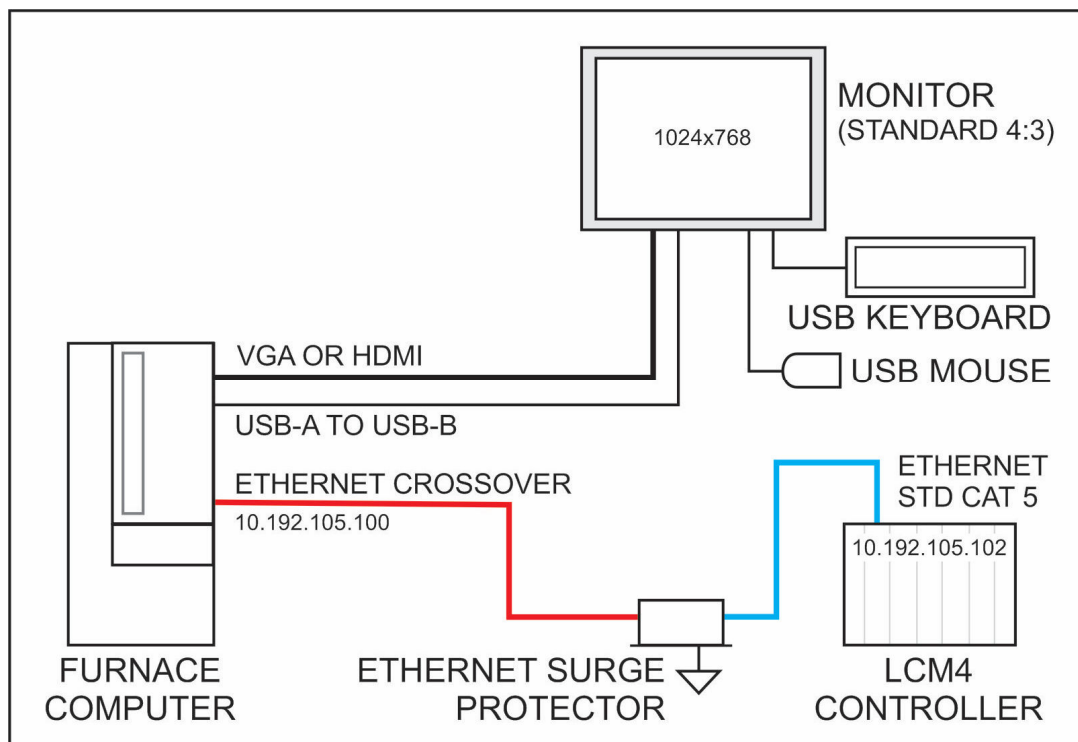 1024x768
MONITOR
(STANDARD 4:3)
USB KEYBOARD
USB MOUSE
VGA OR HDMI
USB-A TO USB-B
ETHERNET CROSSOVER
10.192.105.100
ETHERNET
STD CAT 5
10.192.105.102
FURNACE
COMPUTER
ETHERNET SURGE
PROTECTOR
LCM4
CONTROLLER